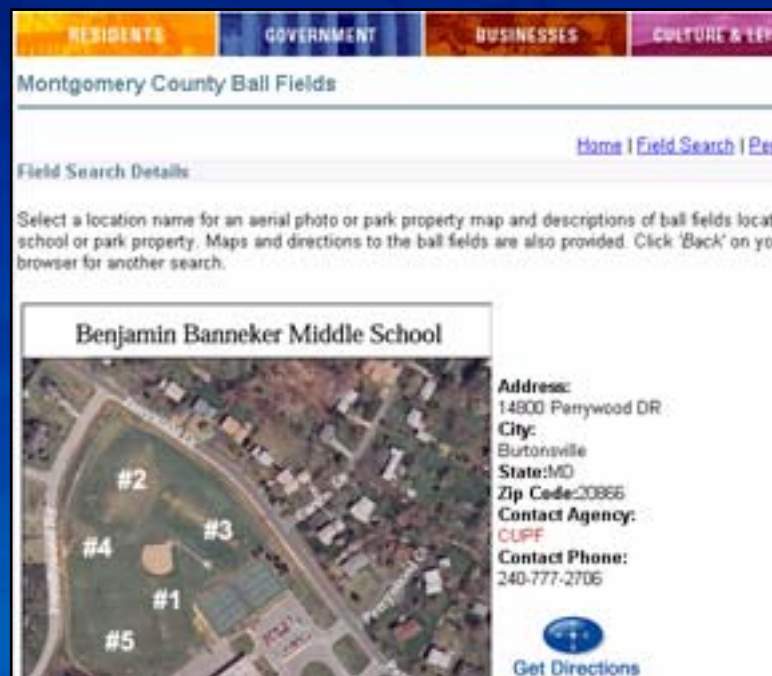 RESIDENTS GOVERNMENT BUSINESSES CULTURE & LEI
Montgomery County Ball Fields
Home | Field Search | Per
Field Search Details
Select a location name for an aerial photo or park property map and descriptions of ball fields locat
school or park property. Maps and directions to the ball fields are also provided. Click 'Back' on yo
browser for another search.
Benjamin Banneker Middle School
#2
#3
#4
#1
#5
Perrywood
Address:
14800 Perrywood DR
City:
Burtonsville
State:MD
Zip Code:20866
Contact Agency:
CUPF
Contact Phone:
240-777-2706
Get Directions